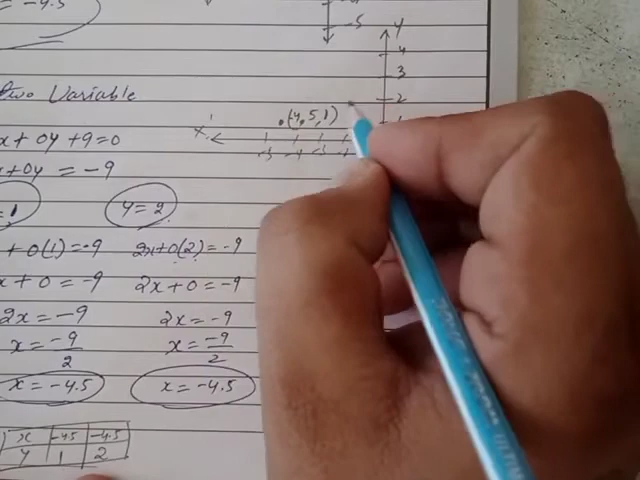 = -4.5
-5
Y
4
3
2
two Variable
x + 0y + 9 = 0
x + 0y = -9
.(4,5,1)
x'
-5 -4 -3
= 1
y = 2
+ 0(1) = -9
2x + 0(2) = -9
x + 0 = -9
2x + 0 = -9
2x = -9
2x = -9
x = -9/2
x = -9/2
x = -4.5
x = -4.5
x -4.5 -4.5
y 1 2